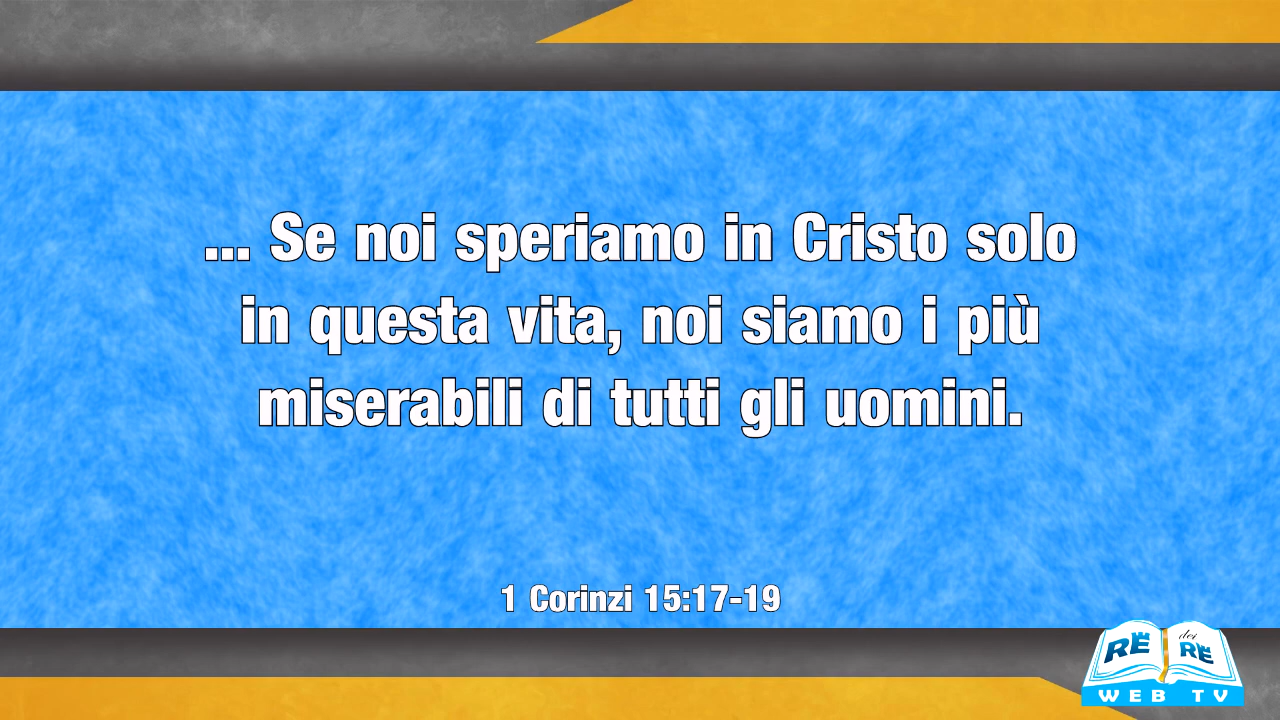 ... Se noi speriamo in Cristo solo
in questa vita, noi siamo i più
miserabili di tutti gli uomini.
1 Corinzi 15:17-19
RE dei RE
WEB TV